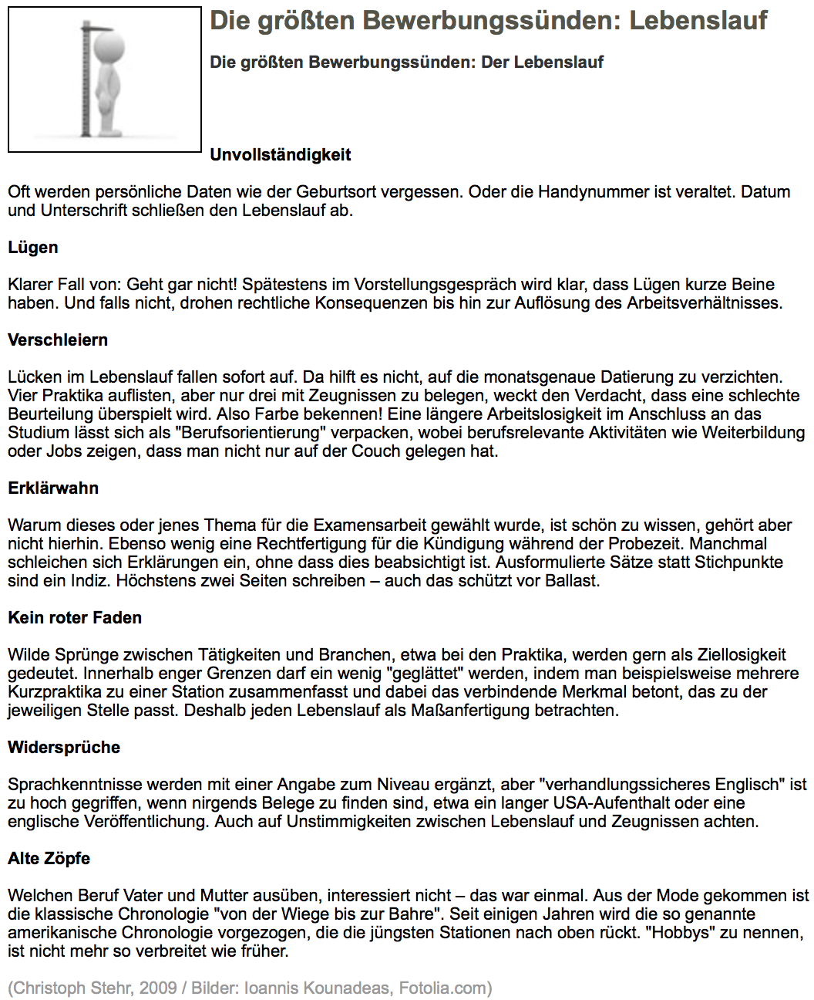 Die größten Bewerbungssünden: Lebenslauf
Die größten Bewerbungssünden: Der Lebenslauf
Unvollständigkeit
Oft werden persönliche Daten wie der Geburtsort vergessen. Oder die Handynummer ist veraltet. Datum
und Unterschrift schließen den Lebenslauf ab.
Lügen
Klarer Fall von: Geht gar nicht! Spätestens im Vorstellungsgespräch wird klar, dass Lügen kurze Beine
haben. Und falls nicht, drohen rechtliche Konsequenzen bis hin zur Auflösung des Arbeitsverhältnisses.
Verschleiern
Lücken im Lebenslauf fallen sofort auf. Da hilft es nicht, auf die monatsgenaue Datierung zu verzichten.
Vier Praktika auflisten, aber nur drei mit Zeugnissen zu belegen, weckt den Verdacht, dass eine schlechte
Beurteilung überspielt wird. Also Farbe bekennen! Eine längere Arbeitslosigkeit im Anschluss an das
Studium lässt sich als "Berufsorientierung" verpacken, wobei berufsrelevante Aktivitäten wie Weiterbildung
oder Jobs zeigen, dass man nicht nur auf der Couch gelegen hat.
Erklärwahn
Warum dieses oder jenes Thema für die Examensarbeit gewählt wurde, ist schön zu wissen, gehört aber
nicht hierhin. Ebenso wenig eine Rechtfertigung für die Kündigung während der Probezeit. Manchmal
schleichen sich Erklärungen ein, ohne dass dies beabsichtigt ist. Ausformulierte Sätze statt Stichpunkte
sind ein Indiz. Höchstens zwei Seiten schreiben – auch das schützt vor Ballast.
Kein roter Faden
Wilde Sprünge zwischen Tätigkeiten und Branchen, etwa bei den Praktika, werden gern als Ziellosigkeit
gedeutet. Innerhalb enger Grenzen darf ein wenig "geglättet" werden, indem man beispielsweise mehrere
Kurzpraktika zu einer Station zusammenfasst und dabei das verbindende Merkmal betont, das zu der
jeweiligen Stelle passt. Deshalb jeden Lebenslauf als Maßanfertigung betrachten.
Widersprüche
Sprachkenntnisse werden mit einer Angabe zum Niveau ergänzt, aber "verhandlungssicheres Englisch" ist
zu hoch gegriffen, wenn nirgends Belege zu finden sind, etwa ein langer USA-Aufenthalt oder eine
englische Veröffentlichung. Auch auf Unstimmigkeiten zwischen Lebenslauf und Zeugnissen achten.
Alte Zöpfe
Welchen Beruf Vater und Mutter ausüben, interessiert nicht – das war einmal. Aus der Mode gekommen ist
die klassische Chronologie "von der Wiege bis zur Bahre". Seit einigen Jahren wird die so genannte
amerikanische Chronologie vorgezogen, die die jüngsten Stationen nach oben rückt. "Hobbys" zu nennen,
ist nicht mehr so verbreitet wie früher.
(Christoph Stehr, 2009 / Bilder: Ioannis Kounadeas, Fotolia.com)